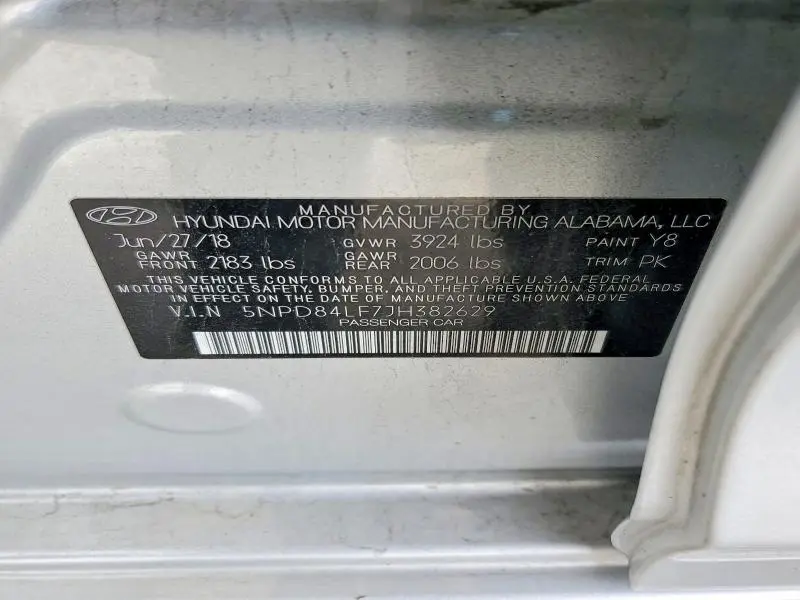 MANUFACTURED BY
HYUNDAI MOTOR MANUFACTURING ALABAMA, LLC
Jun/27/18 GVWR 3924 lbs PAINT Y8
GAWR FRONT 2183 lbs GAWR REAR 2006 lbs TRIM PK
THIS VEHICLE CONFORMS TO ALL APPLICABLE U.S.A. FEDERAL
MOTOR VEHICLE SAFETY, BUMPER, AND THEFT PREVENTION STANDARDS
IN EFFECT ON THE DATE OF MANUFACTURE SHOWN ABOVE
V.I.N 5NPD84LF7JH382629
PASSENGER CAR